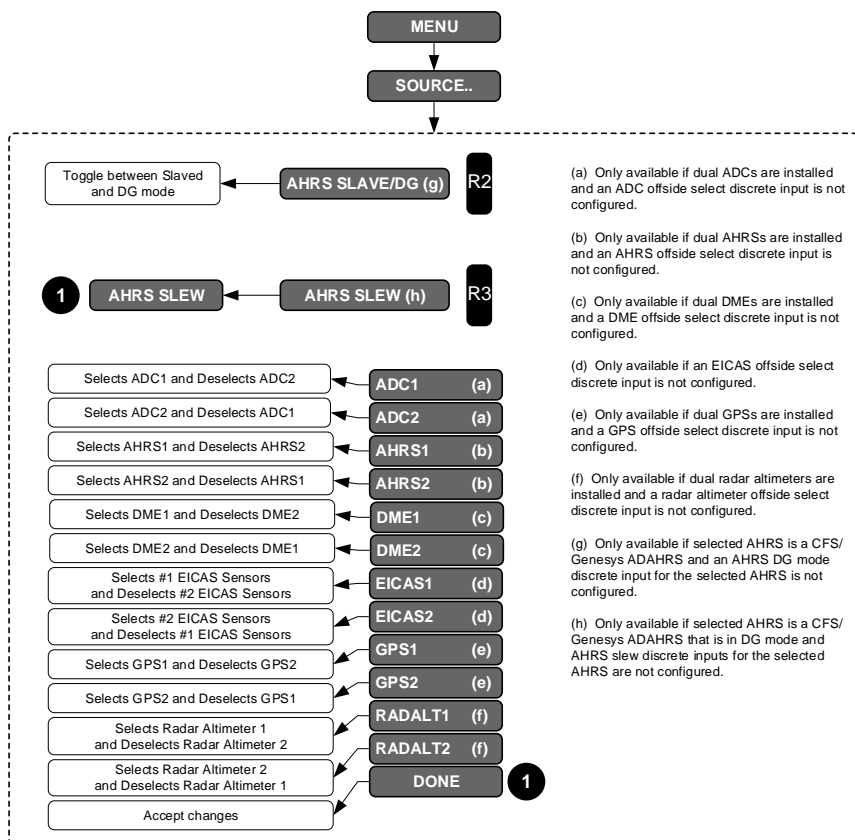 MENU
SOURCE..
Toggle between Slaved
and DG mode
AHRS SLAVE/DG (g)
R2
1
AHRS SLEW
AHRS SLEW (h)
R3
Selects ADC1 and Deselects ADC2
ADC1 (a)
Selects ADC2 and Deselects ADC1
ADC2 (a)
Selects AHRS1 and Deselects AHRS2
AHRS1 (b)
Selects AHRS2 and Deselects AHRS1
AHRS2 (b)
Selects DME1 and Deselects DME2
DME1 (c)
Selects DME2 and Deselects DME1
DME2 (c)
Selects #1 EICAS Sensors
and Deselects #2 EICAS Sensors
EICAS1 (d)
Selects #2 EICAS Sensors
and Deselects #1 EICAS Sensors
EICAS2 (d)
Selects GPS1 and Deselects GPS2
GPS1 (e)
Selects GPS2 and Deselects GPS1
GPS2 (e)
Selects Radar Altimeter 1
and Deselects Radar Altimeter 2
RADALT1 (f)
Selects Radar Altimeter 2
and Deselects Radar Altimeter 1
RADALT2 (f)
Accept changes
DONE
1
(a) Only available if dual ADCs are installed
and an ADC offside select discrete input is not
configured.
(b) Only available if dual AHRSs are installed
and an AHRS offside select discrete input is
not configured.
(c) Only available if dual DMEs are installed
and a DME offside select discrete input is not
configured.
(d) Only available if an EICAS offside select
discrete input is not configured.
(e) Only available if dual GPSs are installed
and a GPS offside select discrete input is not
configured.
(f) Only available if dual radar altimeters are
installed and a radar altimeter offside select
discrete input is not configured.
(g) Only available if selected AHRS is a CFS/
Genesys ADAHRS and an AHRS DG mode
discrete input for the selected AHRS is not
configured.
(h) Only available if selected AHRS is a CFS/
Genesys ADAHRS that is in DG mode and
AHRS slew discrete inputs for the selected
AHRS are not configured.